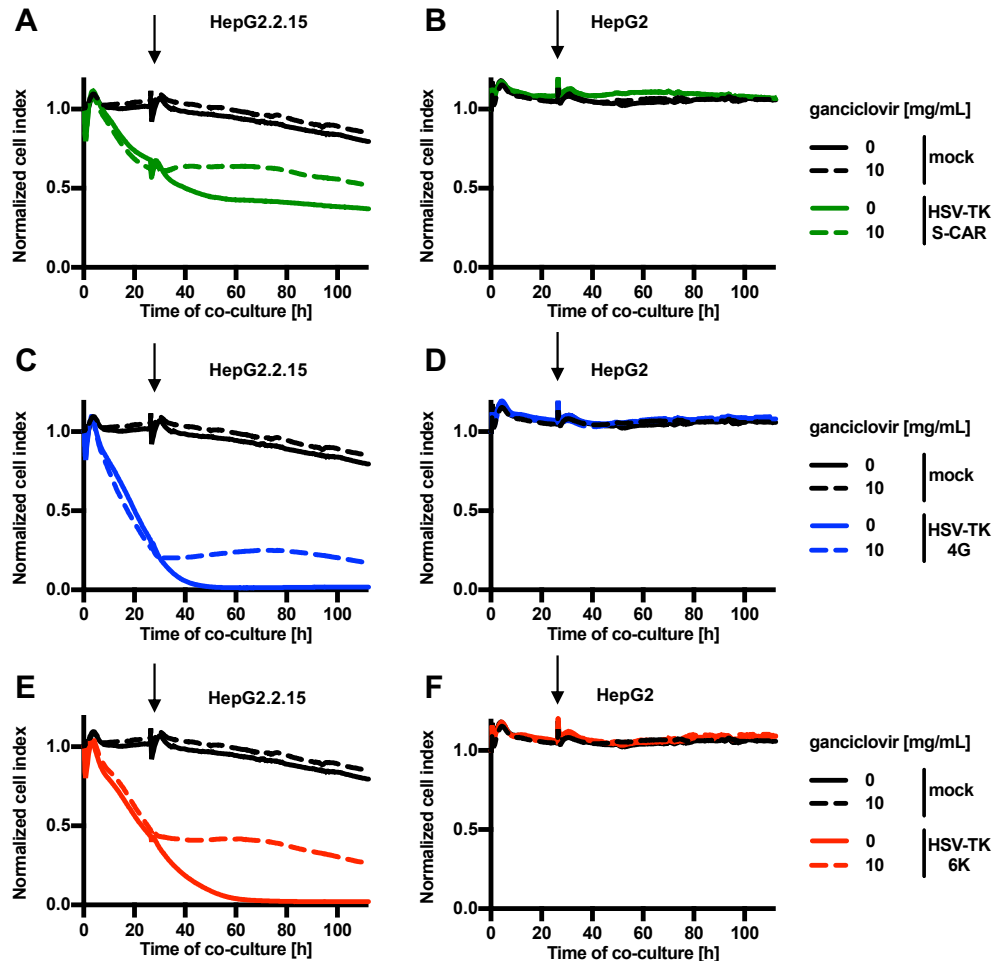 A
HepG2.2.15
Normalized cell index
1.0
0.5
0.0
0 20 40 60 80 100
Time of co-culture [h]
B
HepG2
Normalized cell index
1.0
0.5
0.0
0 20 40 60 80 100
Time of co-culture [h]
ganciclovir [mg/mL]
0
10
mock
0
10
HSV-TK
S-CAR
C
HepG2.2.15
Normalized cell index
1.0
0.5
0.0
0 20 40 60 80 100
Time of co-culture [h]
D
HepG2
Normalized cell index
1.0
0.5
0.0
0 20 40 60 80 100
Time of co-culture [h]
ganciclovir [mg/mL]
0
10
mock
0
10
HSV-TK
4G
E
HepG2.2.15
Normalized cell index
1.0
0.5
0.0
0 20 40 60 80 100
Time of co-culture [h]
F
HepG2
Normalized cell index
1.0
0.5
0.0
0 20 40 60 80 100
Time of co-culture [h]
ganciclovir [mg/mL]
0
10
mock
0
10
HSV-TK
6K